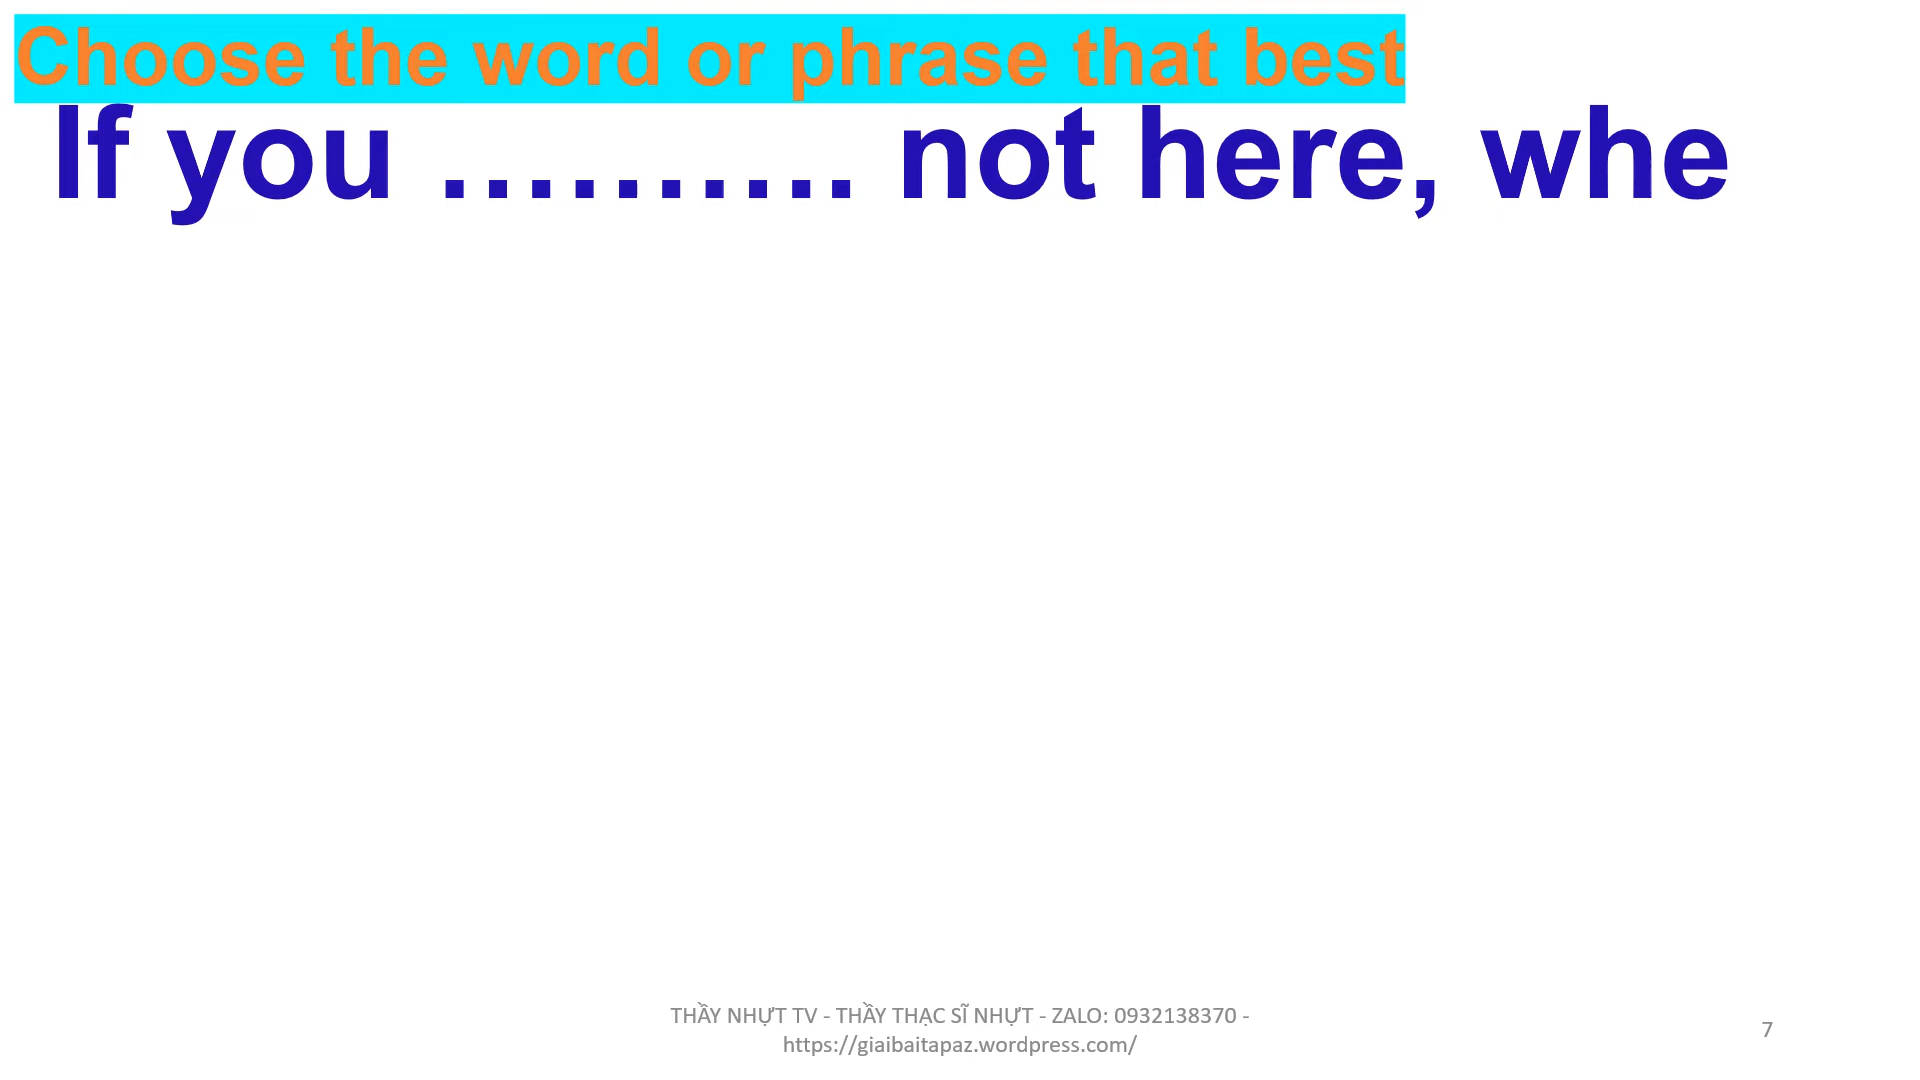 Choose the word or phrase that best
If you ………. not here, whe
THẦY NHỰT TV - THẦY THẠC SĨ NHỰT - ZALO: 0932138370 -
https://giaibaitapaz.wordpress.com/
7